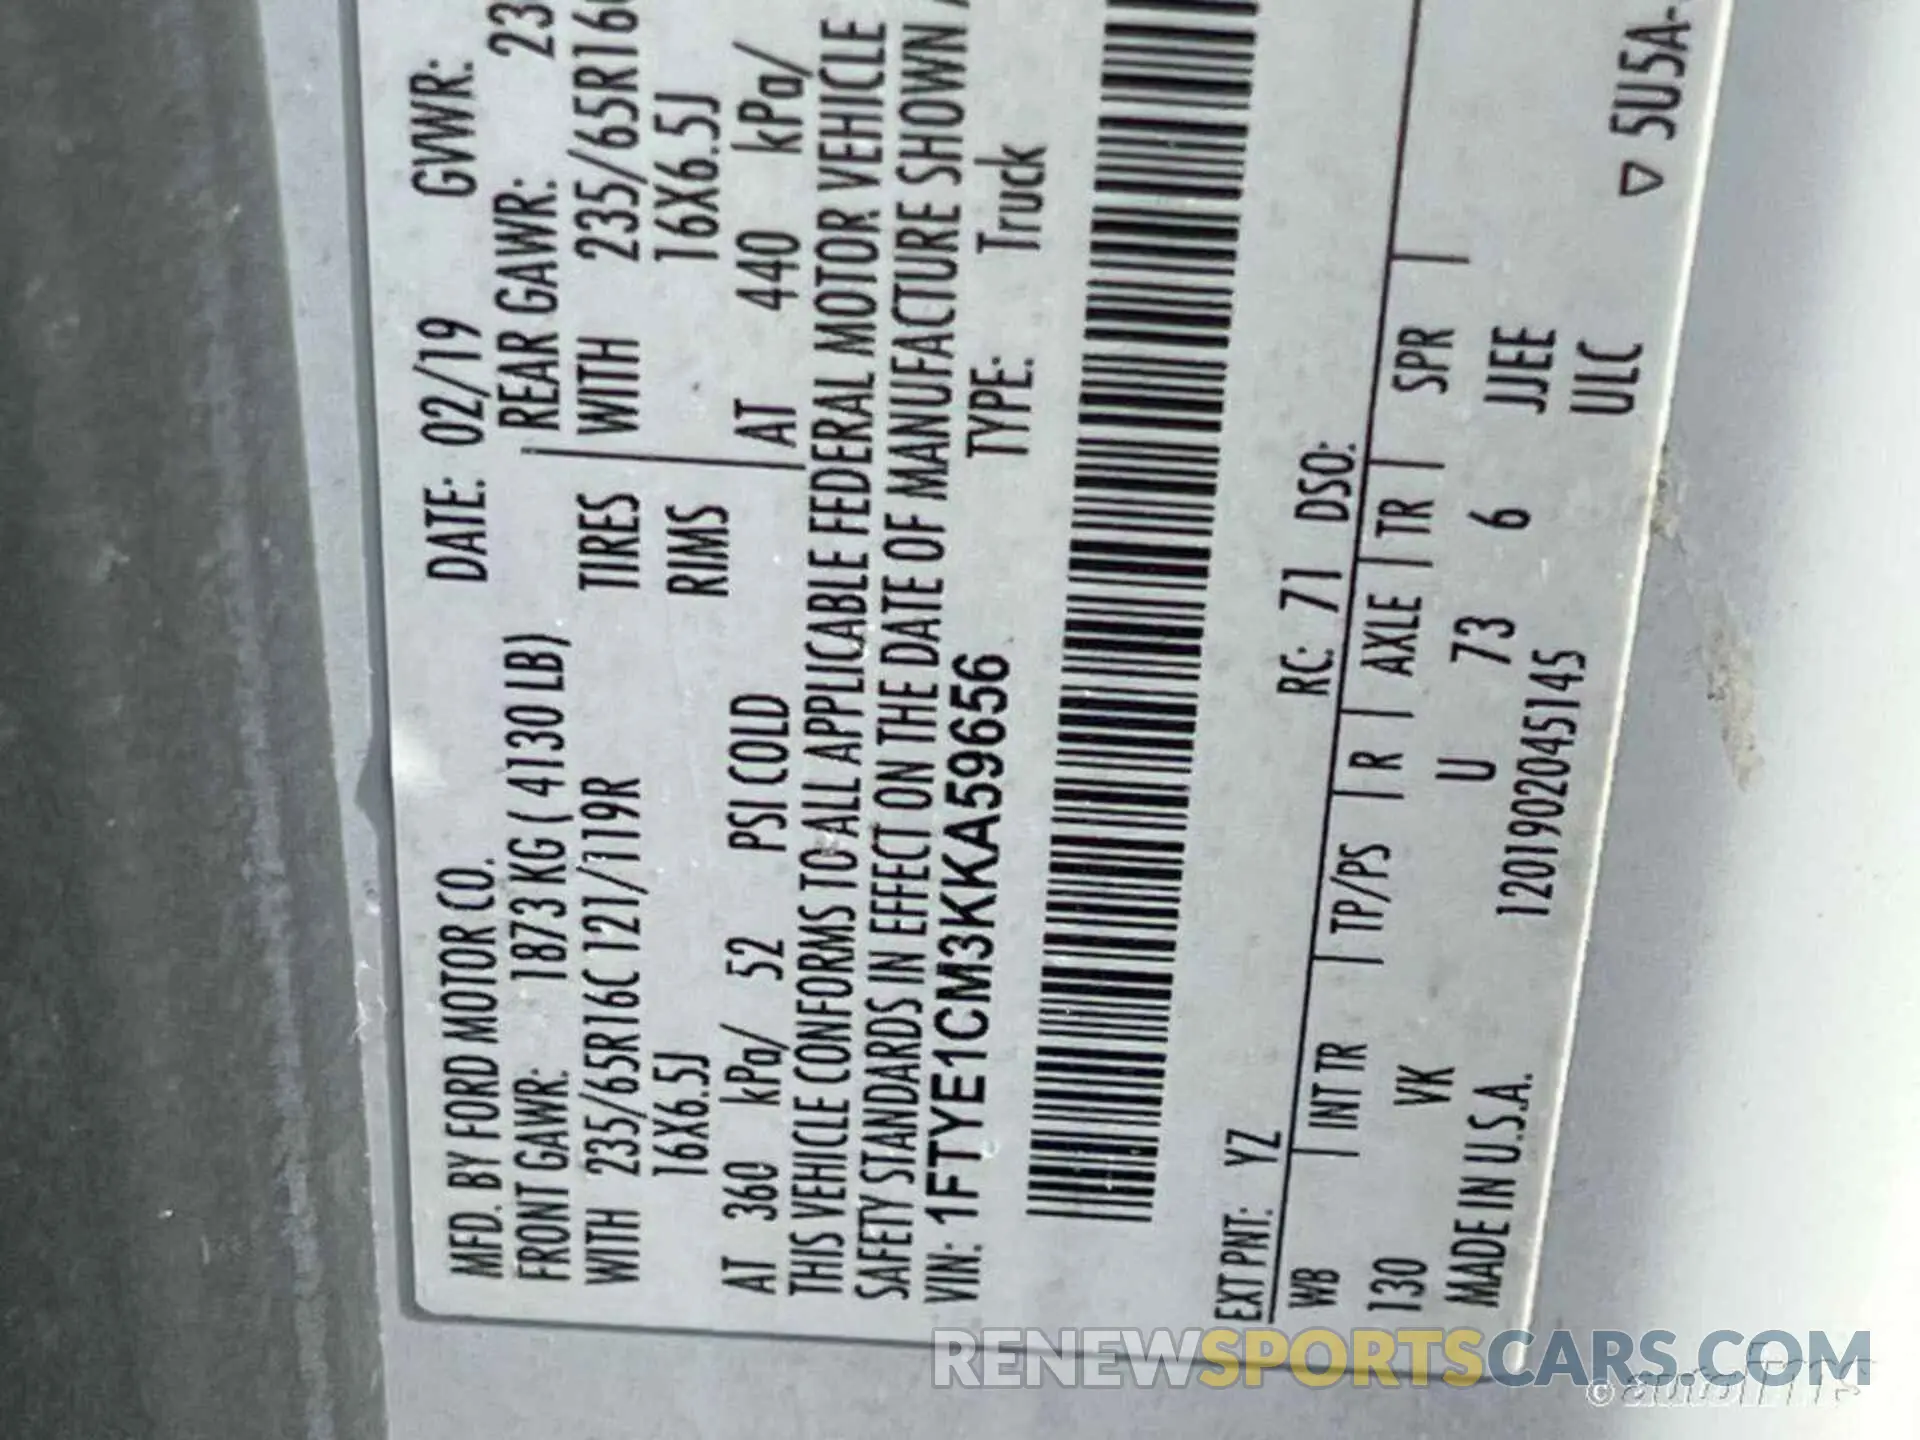 MFD. BY FORD MOTOR CO.
DATE: 02/19 GVWR:
FRONT GAWR: 1873 KG ( 4130 LB) REAR GAWR: 23
WITH 235/65R16C 121/119R TIRES WITH 235/65R16
16X6.5J RIMS 16X6.5J
AT 360 kPa/ 52 PSI COLD AT 440 kPa/
THIS VEHICLE CONFORMS TO ALL APPLICABLE FEDERAL MOTOR VEHICLE
SAFETY STANDARDS IN EFFECT ON THE DATE OF MANUFACTURE SHOWN
VIN: 1FTYE1CM3KKA59656 TYPE: Truck
EXT PNT: YZ RC: 71 DSO:
WB INT TR TP/PS R AXLE TR SPR
130 VK U 73 6 JJEE
MADE IN U.S.A. 1201902045145 ULC
▽ 5U5A-
RENEWSPORTSCARS.COM